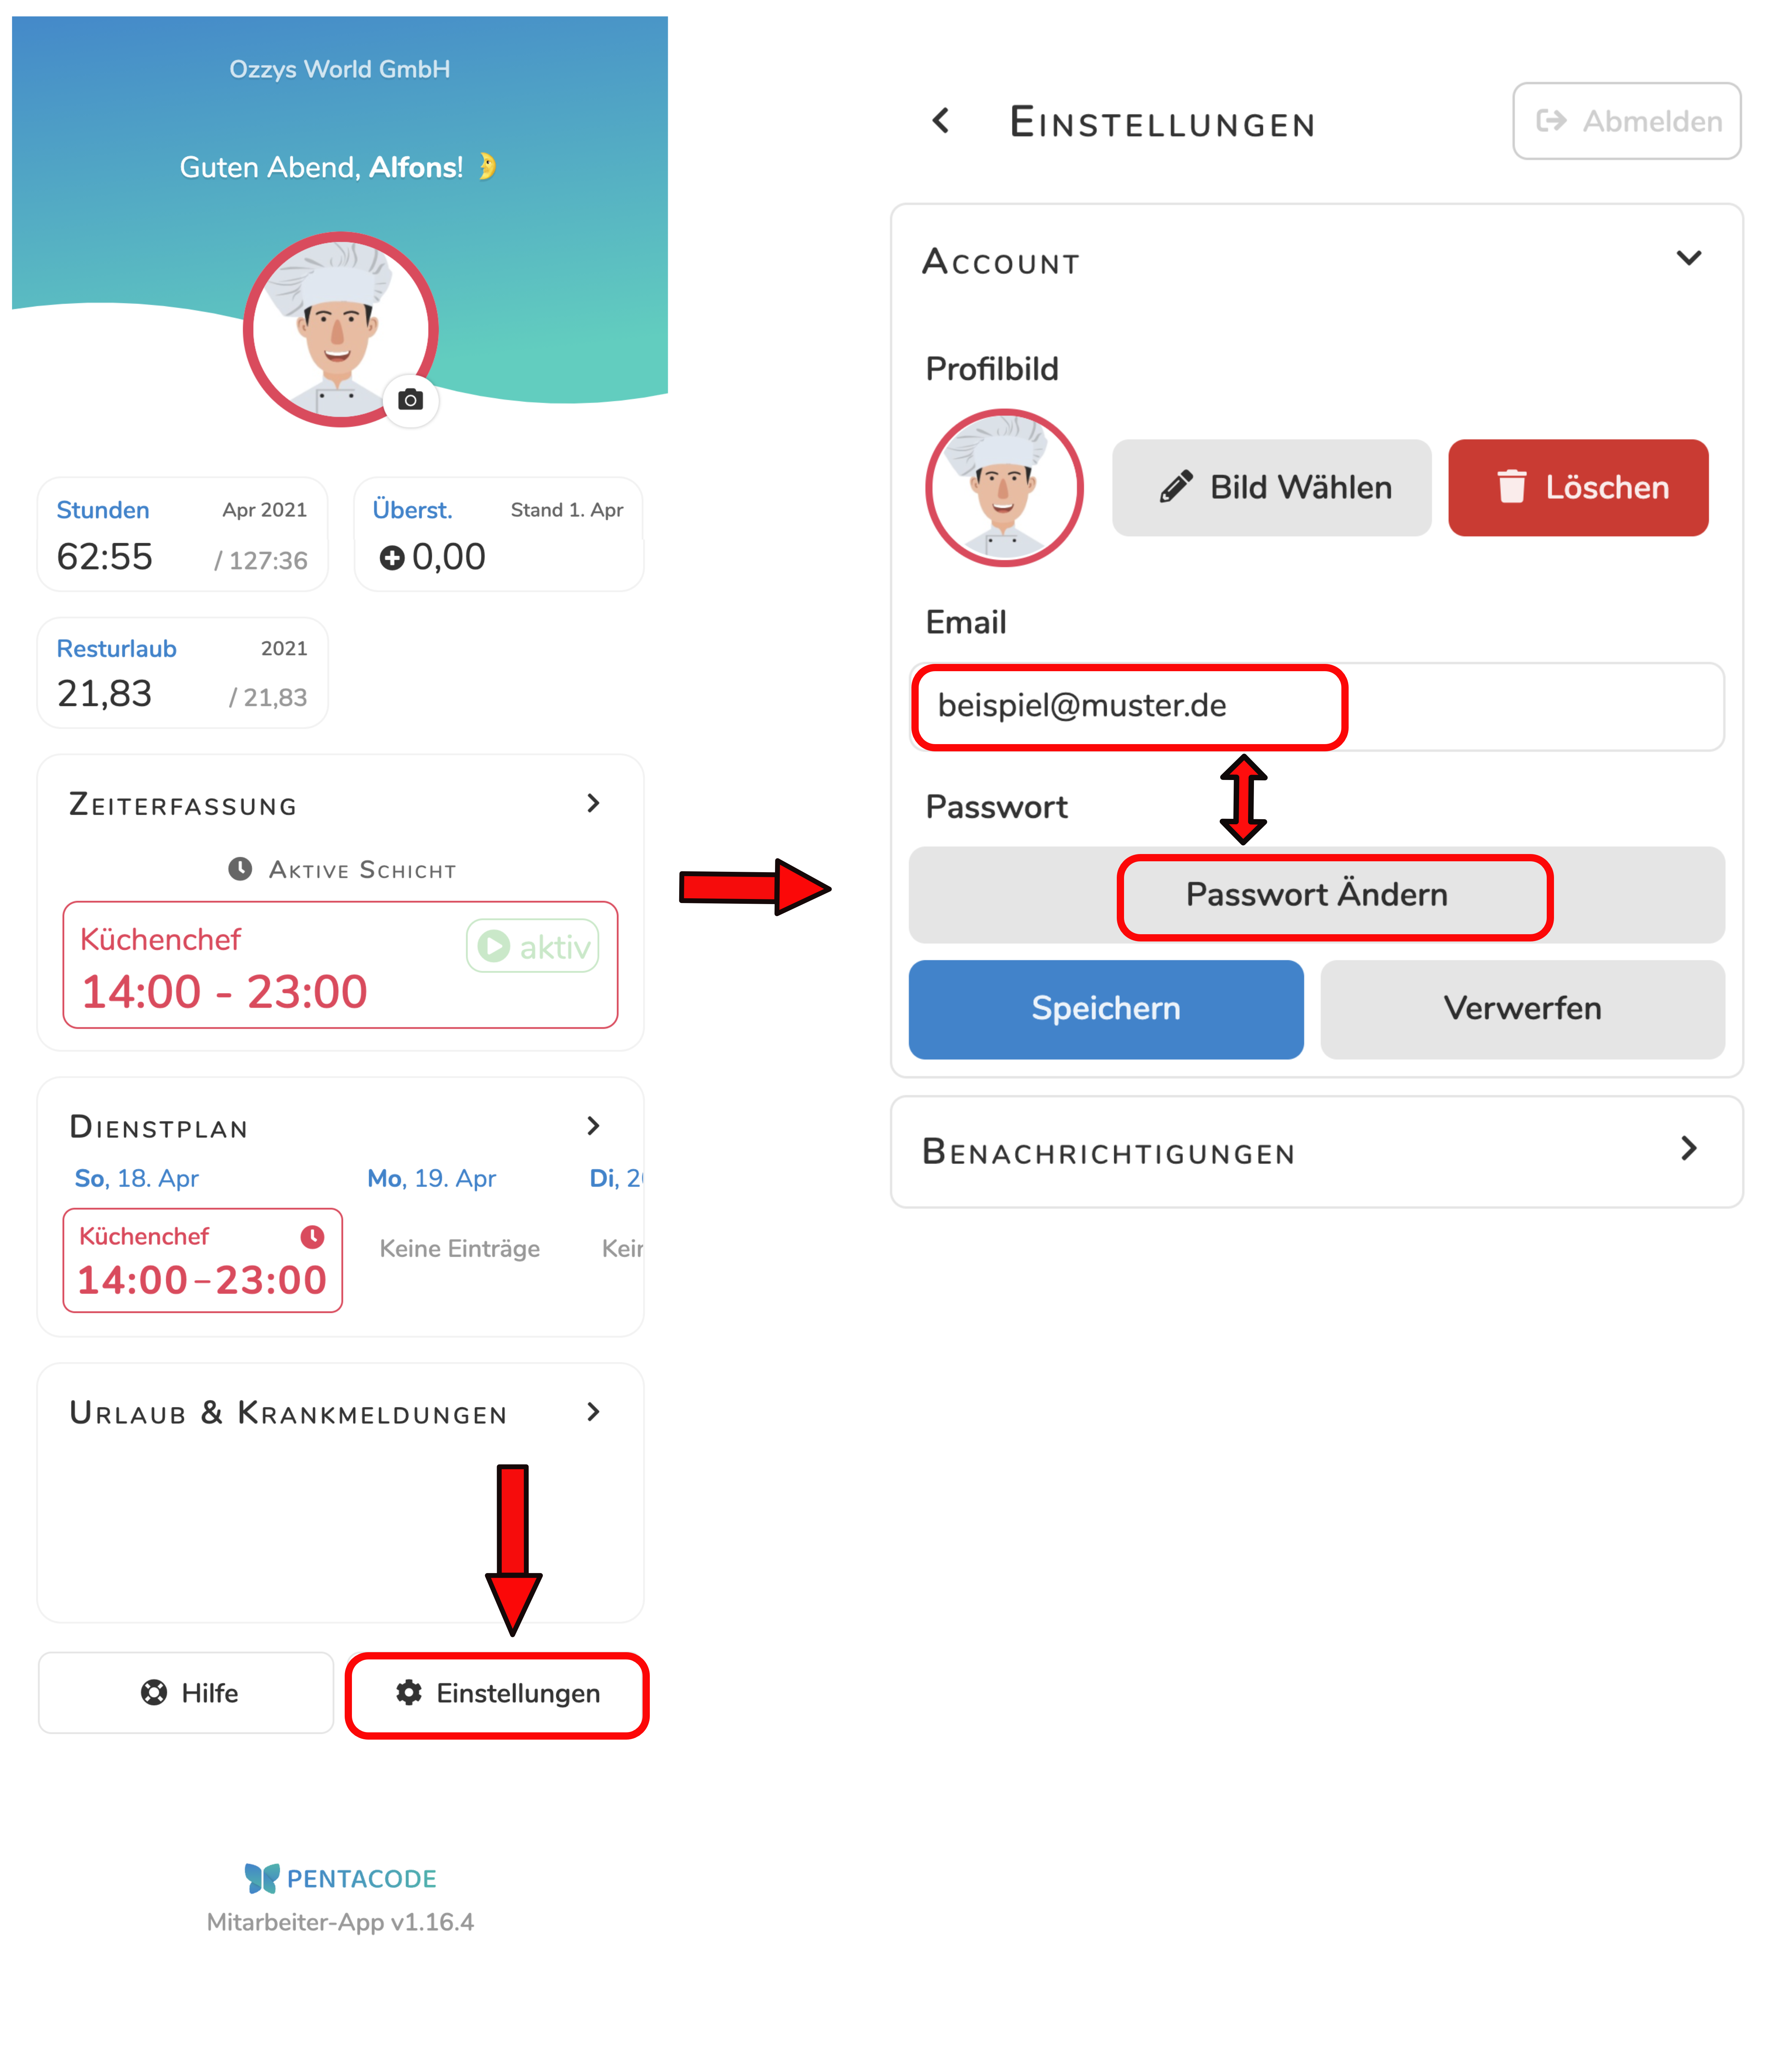 Ozzys World GmbH
Guten Abend, Alfons! 🌛
Stunden Apr 2021
62:55 / 127:36
Überst. Stand 1. Apr
0,00
Resturlaub 2021
21,83 / 21,83
Zeiterfassung
Aktive Schicht
Küchenchef aktiv
14:00 - 23:00
Dienstplan
So, 18. Apr Mo, 19. Apr Di, 2
Küchenchef
14:00–23:00
Keine Einträge Kei
Urlaub & Krankmeldungen
Hilfe Einstellungen
PENTACODE
Mitarbeiter-App v1.16.4
Einstellungen Abmelden
Account
Profilbild
Bild Wählen Löschen
Email
beispiel@muster.de
Passwort
Passwort Ändern
Speichern Verwerfen
Benachrichtigungen